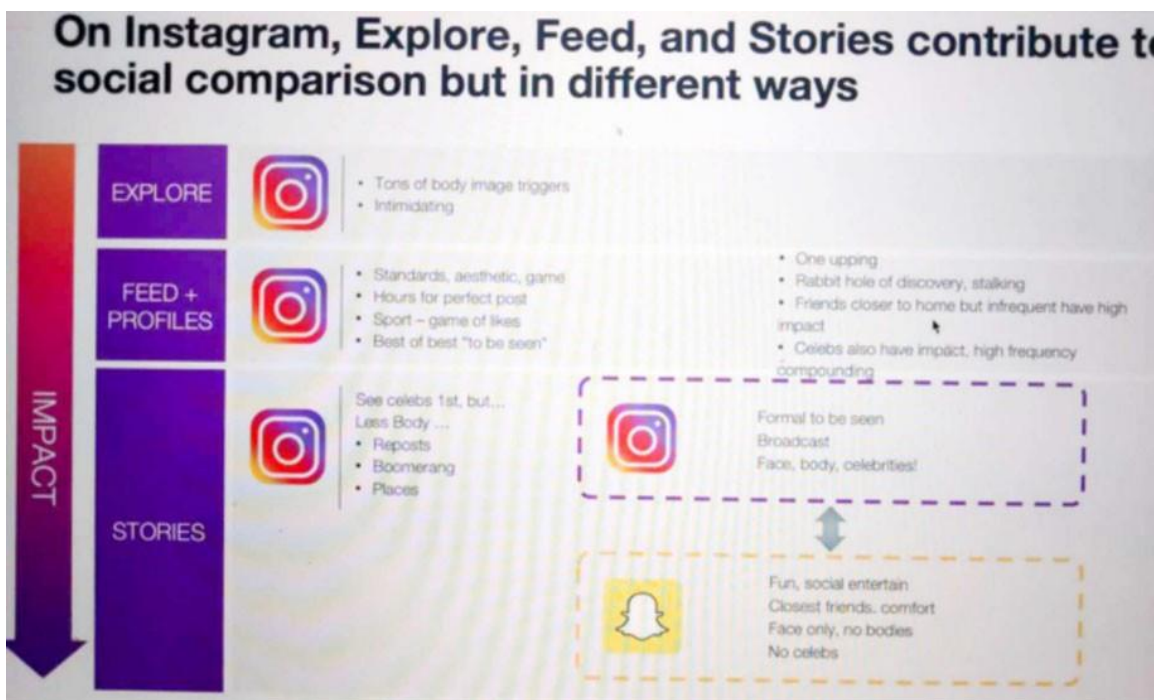 On Instagram, Explore, Feed, and Stories contribute
social comparison but in different ways
IMPACT
EXPLORE
• Tons of body image triggers
• Intimidating
FEED +
PROFILES
• Standards, aesthetic, game
• Hours for perfect post
• Sport – game of likes
• Best of best "to be seen"
• One upping
• Rabbit hole of discovery, stalking
• Friends closer to home but infrequent have high
impact
• Celebs also have impact, high frequency
compounding
STORIES
See celebs 1st, but...
Less Body ...
• Reposts
• Boomerang
• Places
Formal to be seen
Broadcast
Face, body, celebrities!
Fun, social entertain
Closest friends. comfort
Face only, no bodies
No celebs